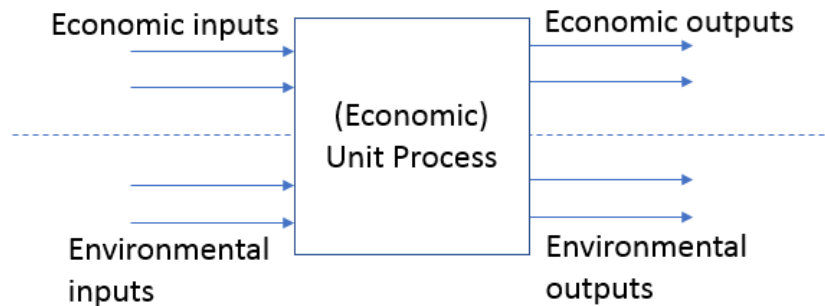 Economic inputs
Economic outputs
(Economic)
Unit Process
Environmental
inputs
Environmental
outputs